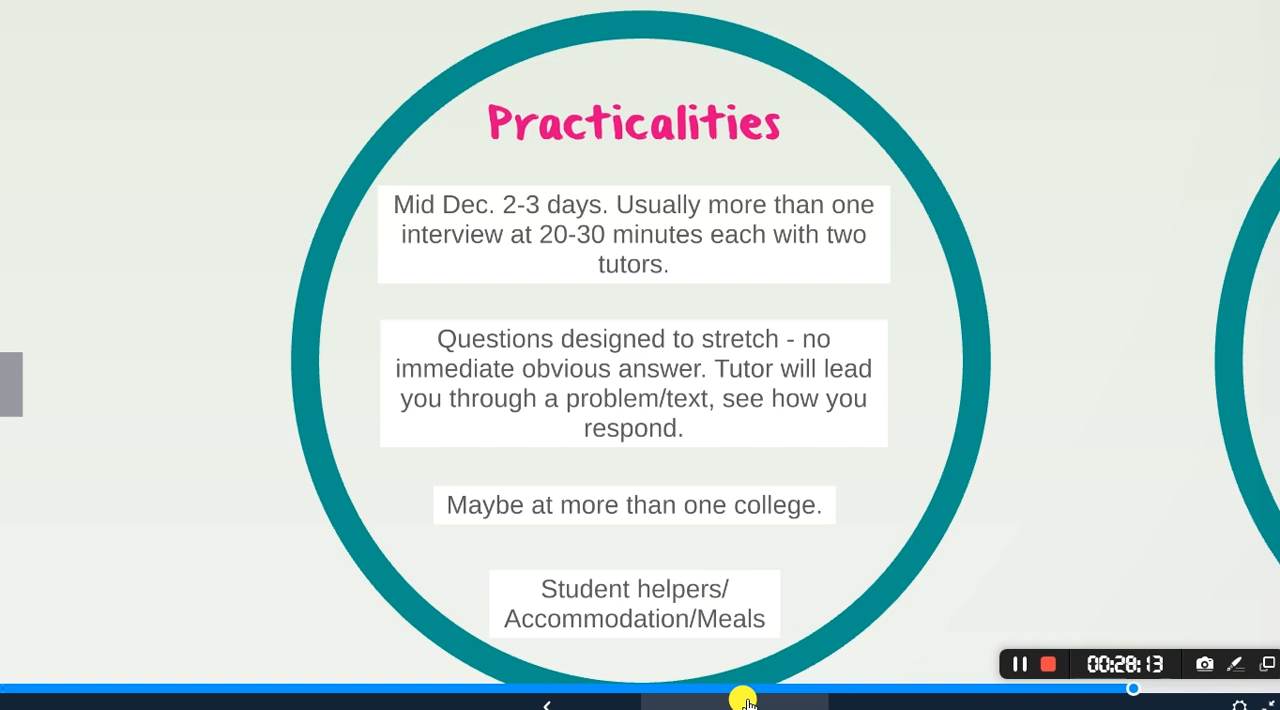 Practicalities
Mid Dec. 2-3 days. Usually more than one
interview at 20-30 minutes each with two
tutors.
Questions designed to stretch - no
immediate obvious answer. Tutor will lead
you through a problem/text, see how you
respond.
Maybe at more than one college.
Student helpers/
Accommodation/Meals
00:28:13